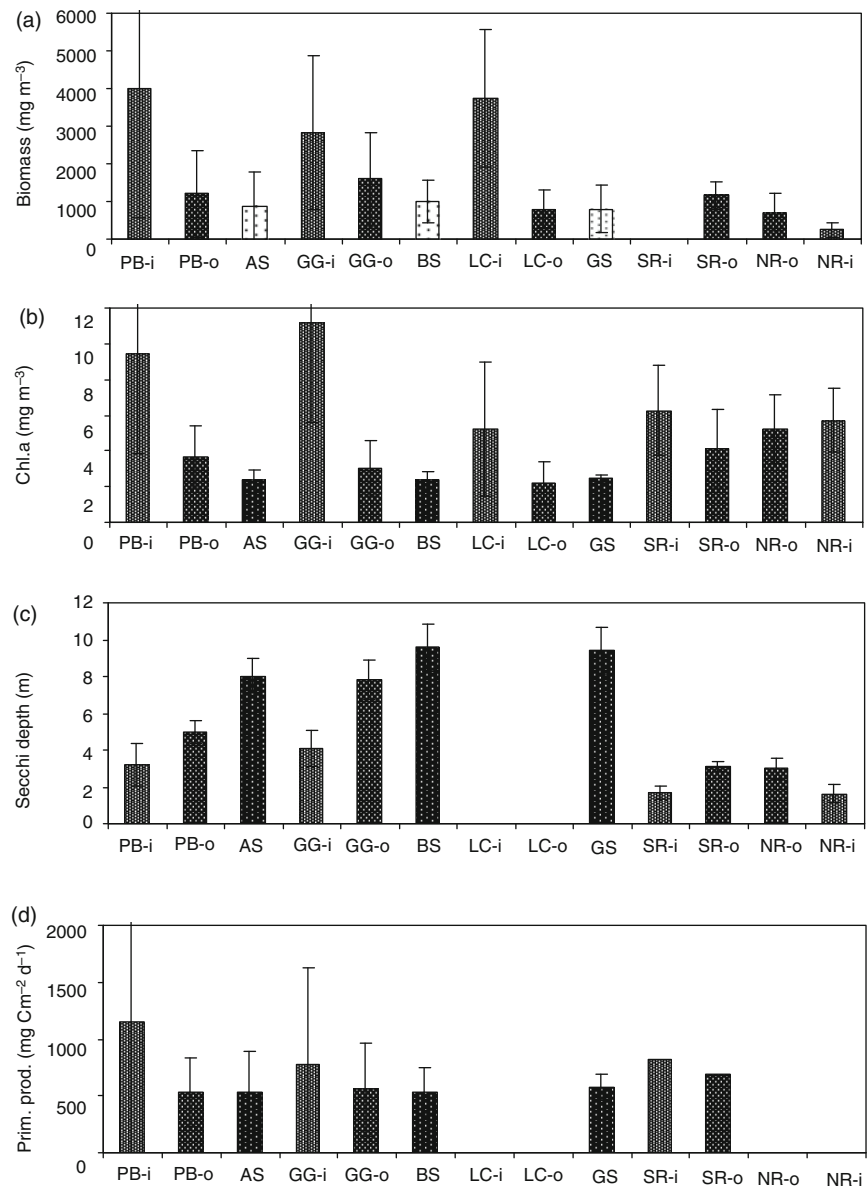 (a)
Biomass (mg m⁻³)
6000
5000
4000
3000
2000
1000
0
PB-i PB-o AS GG-i GG-o BS LC-i LC-o GS SR-i SR-o NR-o NR-i
(b)
Chl.a (mg m⁻³)
12
10
8
6
4
2
0
PB-i PB-o AS GG-i GG-o BS LC-i LC-o GS SR-i SR-o NR-o NR-i
(c)
Secchi depth (m)
12
10
8
6
4
2
0
PB-i PB-o AS GG-i GG-o BS LC-i LC-o GS SR-i SR-o NR-o NR-i
(d)
Prim. prod. (mg Cm⁻² d⁻¹)
2000
1500
1000
500
0
PB-i PB-o AS GG-i GG-o BS LC-i LC-o GS SR-i SR-o NR-o NR-i